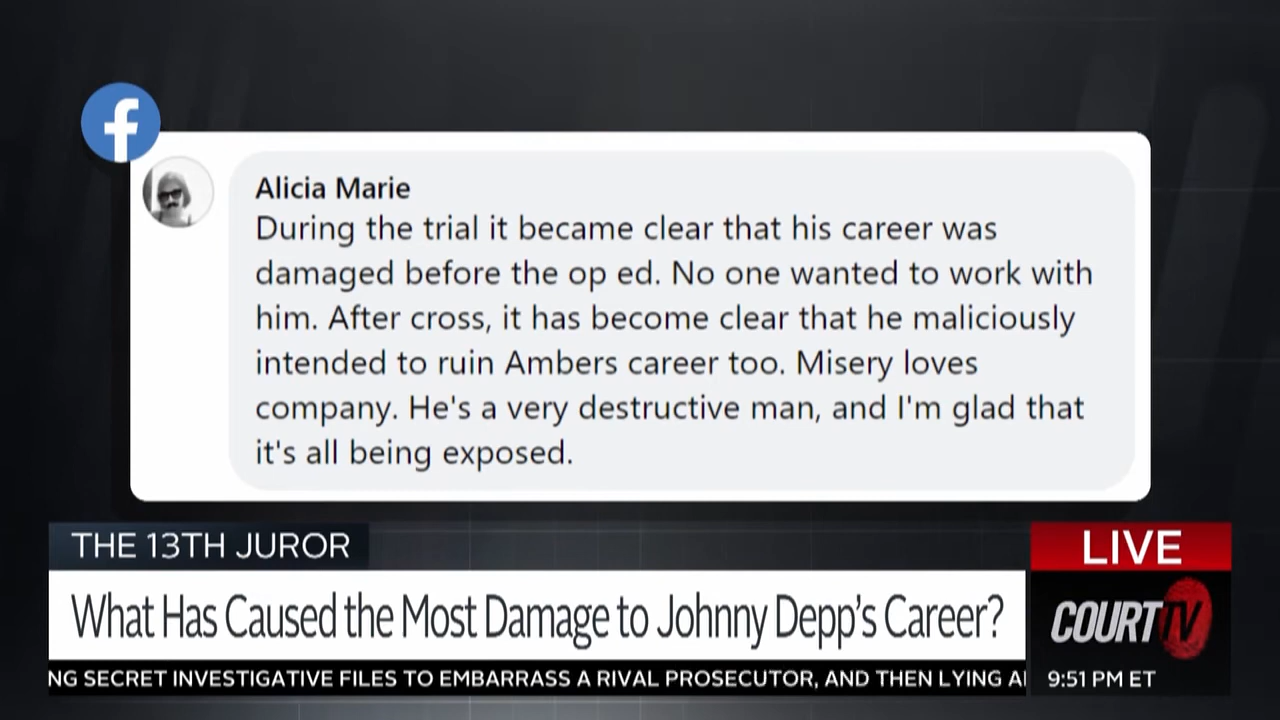 f
Alicia Marie
During the trial it became clear that his career was
damaged before the op ed. No one wanted to work with
him. After cross, it has become clear that he maliciously
intended to ruin Ambers career too. Misery loves
company. He's a very destructive man, and I'm glad that
it's all being exposed.
THE 13TH JUROR
LIVE
What Has Caused the Most Damage to Johnny Depp's Career?
COURT TV
NG SECRET INVESTIGATIVE FILES TO EMBARRASS A RIVAL PROSECUTOR, AND THEN LYING
9:51 PM ET